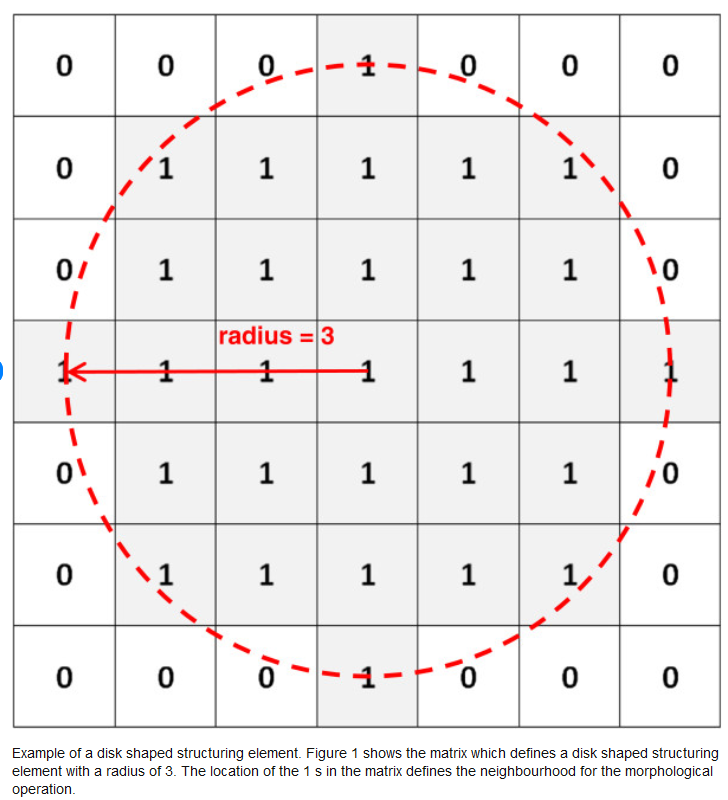 0 0 0 1 0 0 0
0 1 1 1 1 1 0
0 1 1 1 1 1 0
radius = 3
1 1 1 1 1 1 1
0 1 1 1 1 1 0
0 1 1 1 1 1 0
0 0 0 1 0 0 0
Example of a disk shaped structuring element. Figure 1 shows the matrix which defines a disk shaped structuring
element with a radius of 3. The location of the 1 s in the matrix defines the neighbourhood for the morphological
operation.